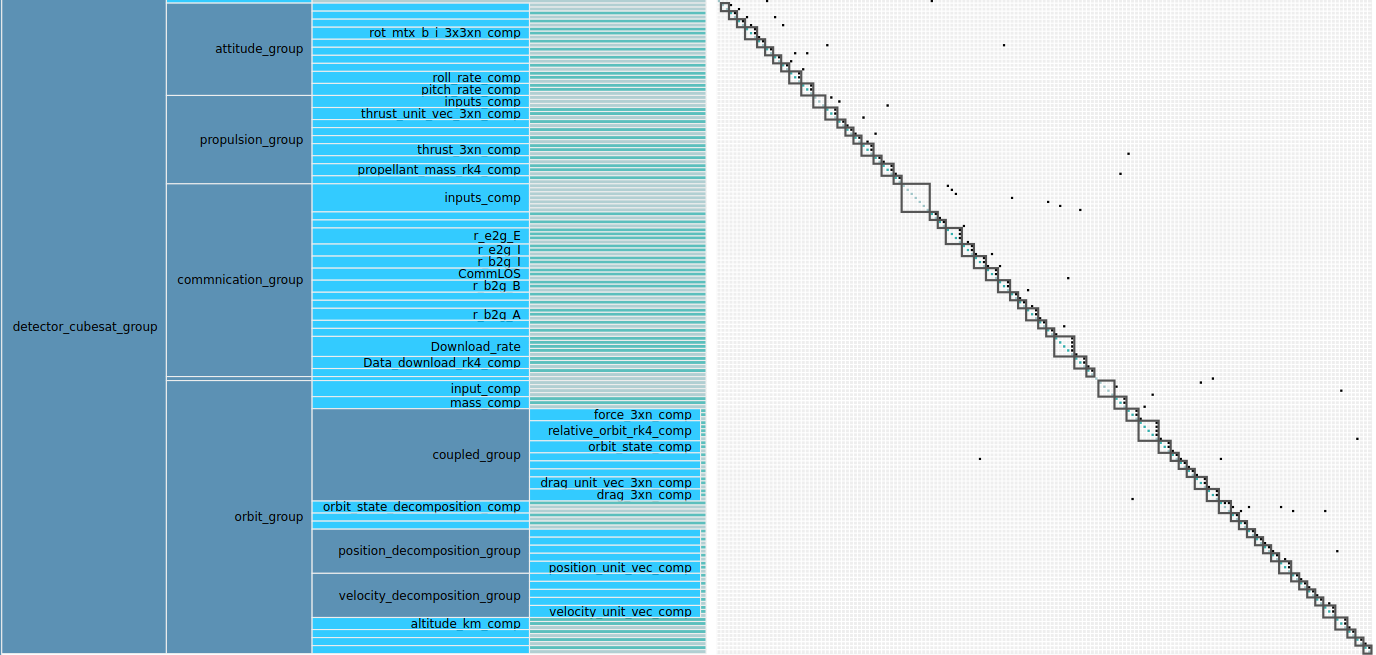 detector_cubesat_group
attitude_group
rot_mtx_b_i_3x3xn_comp
roll_rate_comp
pitch_rate_comp
propulsion_group
inputs_comp
thrust_unit_vec_3xn_comp
thrust_3xn_comp
propellant_mass_rk4_comp
commnication_group
inputs_comp
r_e2g_E
r_e2g_I
r_b2g_I
CommLOS
r_b2g_B
r_b2g_A
Download_rate
Data_download_rk4_comp
orbit_group
input_comp
mass_comp
coupled_group
force_3xn_comp
relative_orbit_rk4_comp
orbit_state_comp
drag_unit_vec_3xn_comp
drag_3xn_comp
orbit_state_decomposition_comp
position_decomposition_group
position_unit_vec_comp
velocity_decomposition_group
velocity_unit_vec_comp
altitude_km_comp